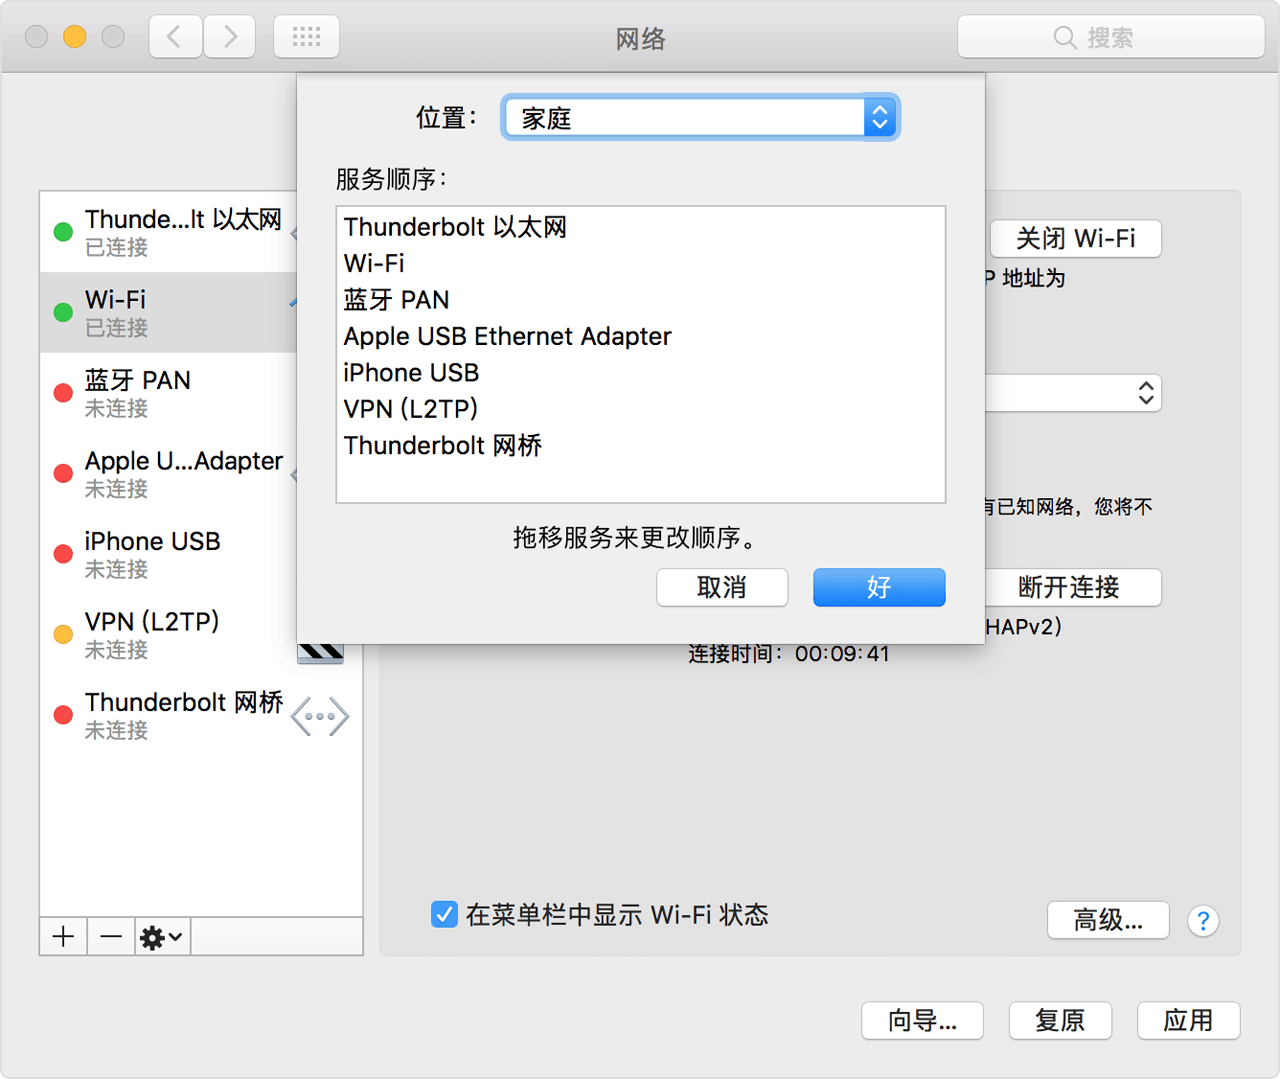 网络
搜索
位置：
家庭
服务顺序：
Thunderbolt 以太网
Wi-Fi
蓝牙 PAN
Apple USB Ethernet Adapter
iPhone USB
VPN (L2TP)
Thunderbolt 网桥
拖移服务来更改顺序。
取消
好
Thunde...lt 以太网
已连接
Wi-Fi
已连接
蓝牙 PAN
未连接
Apple U...Adapter
未连接
iPhone USB
未连接
VPN (L2TP)
未连接
Thunderbolt 网桥
未连接
关闭 Wi-Fi
P 地址为
有已知网络，您将不
断开连接
HAPv2)
连接时间：00:09:41
在菜单栏中显示 Wi-Fi 状态
高级...
?
向导...
复原
应用